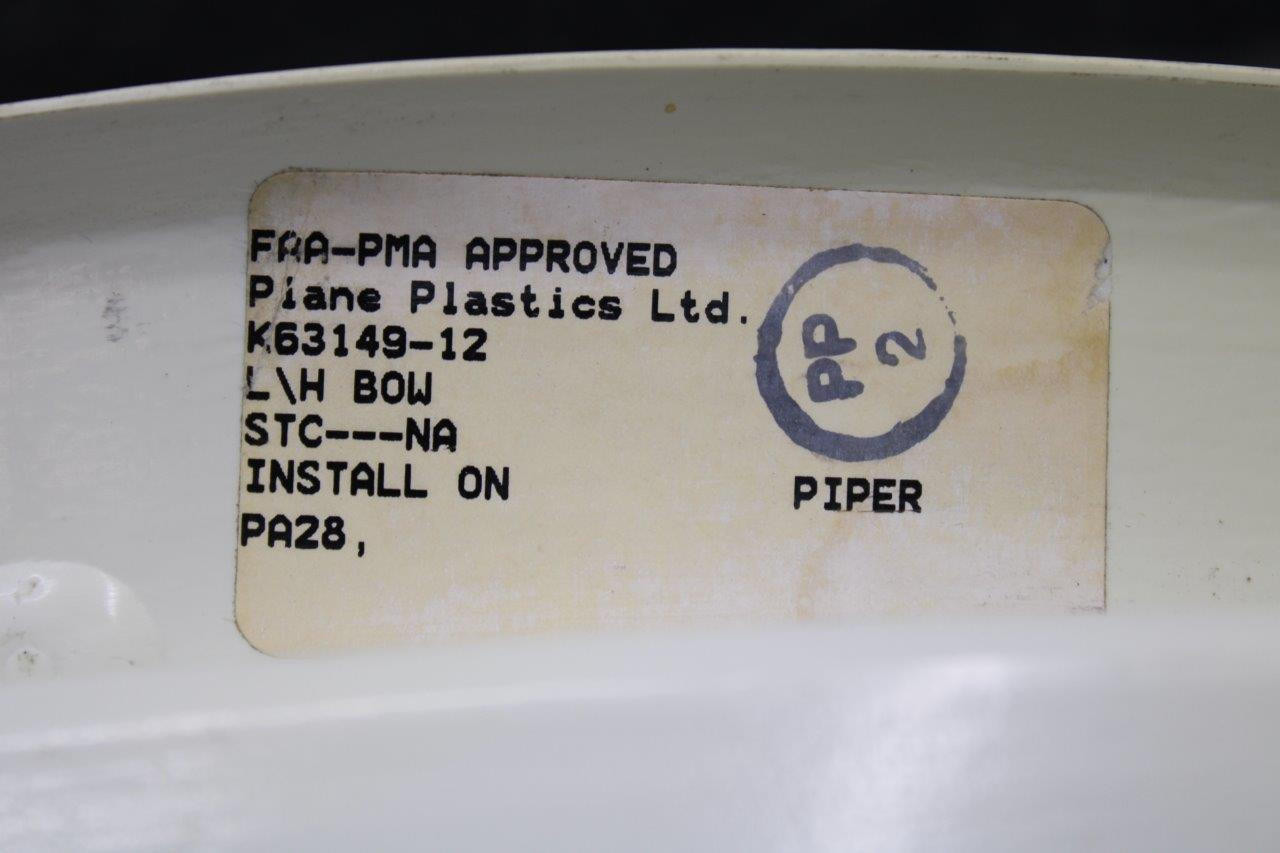 FAA-PMA APPROVED
Plane Plastics Ltd.
K63149-12
L\H BOW
STC---NA
INSTALL ON
PA28,
PP
2
PIPER